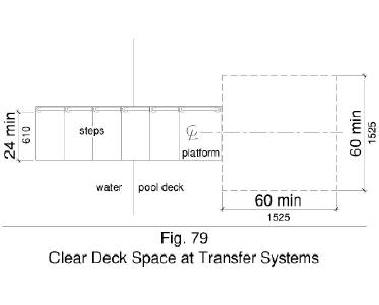 24 min
610
steps
CL
platform
60 min
1525
water
pool deck
60 min
1525
Fig. 79
Clear Deck Space at Transfer Systems